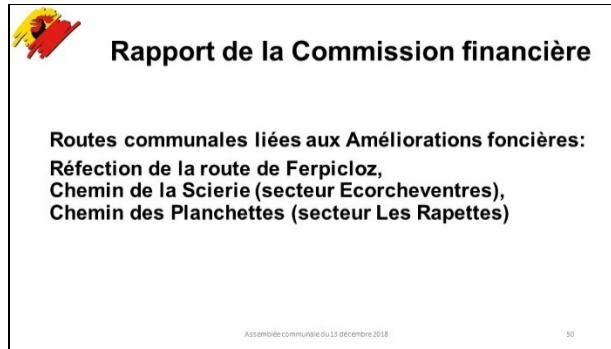 Rapport de la Commission financière
Routes communales liées aux Améliorations foncières:
Réfection de la route de Ferpicloz,
Chemin de la Scierie (secteur Ecorcheventres),
Chemin des Planchettes (secteur Les Rapettes)
Assemblée communale du 13 décembre 2018
50